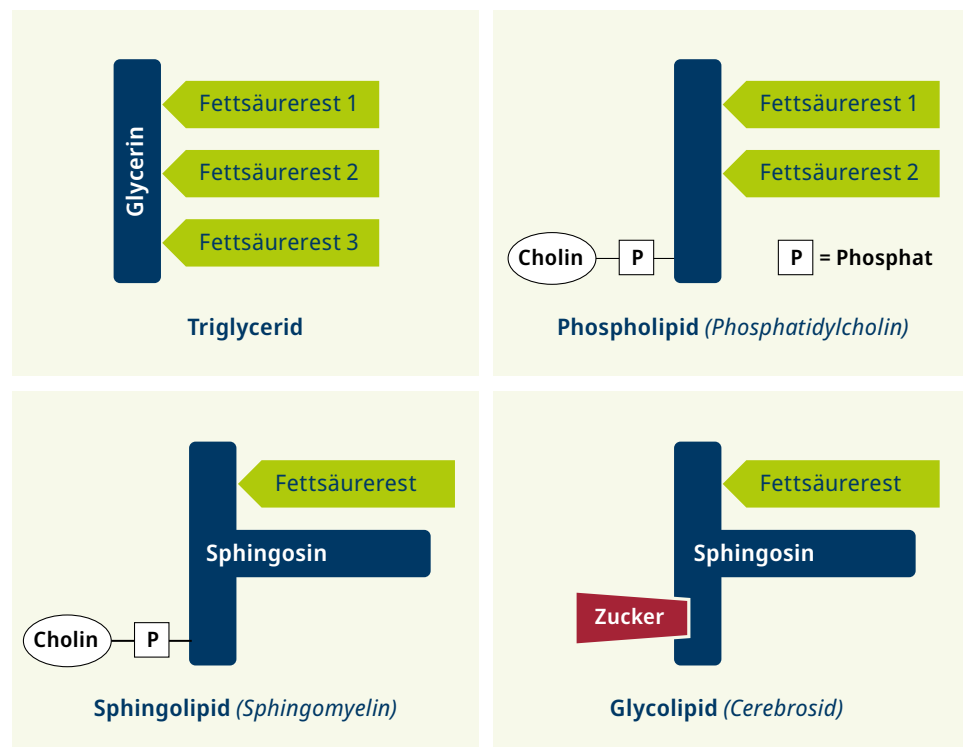 Glycerin
Fettsäurerest 1
Fettsäurerest 2
Fettsäurerest 3
Triglycerid
Fettsäurerest 1
Fettsäurerest 2
Cholin P P = Phosphat
Phospholipid (Phosphatidylcholin)
Fettsäurerest
Sphingosin
Cholin P
Sphingolipid (Sphingomyelin)
Fettsäurerest
Sphingosin
Zucker
Glycolipid (Cerebrosid)